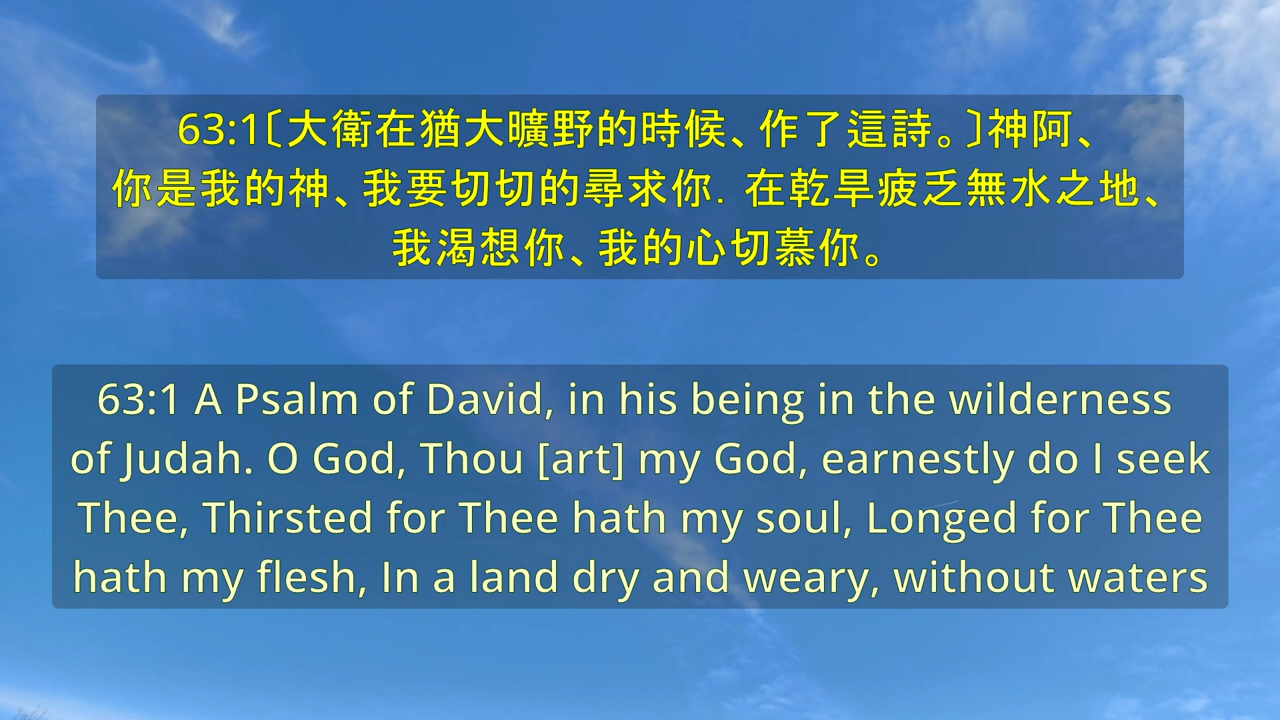 63:1〔大衛在猶大曠野的時候、作了這詩。〕神阿、
你是我的神、我要切切的尋求你．在乾旱疲乏無水之地、
我渴想你、我的心切慕你。
63:1 A Psalm of David, in his being in the wilderness
of Judah. O God, Thou [art] my God, earnestly do I seek
Thee, Thirsted for Thee hath my soul, Longed for Thee
hath my flesh, In a land dry and weary, without waters